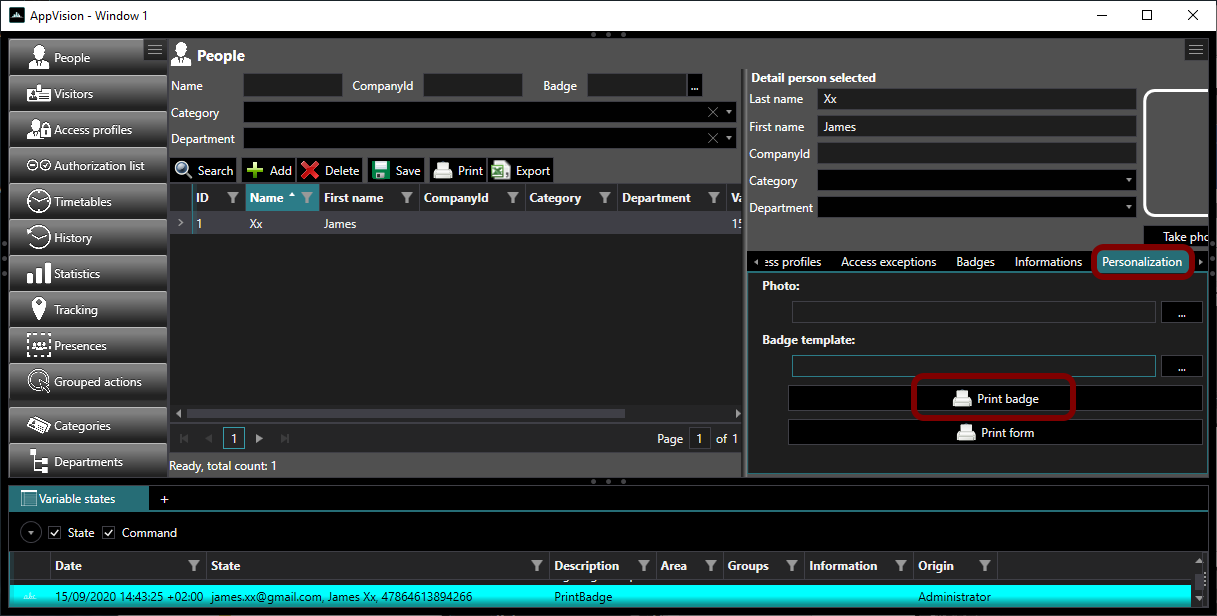 AppVision - Window 1
People
Visitors
Access profiles
Authorization list
Timetables
History
Statistics
Tracking
Presences
Grouped actions
Categories
Departments
People
Name CompanyId Badge ...
Category
Department
Search Add Delete Save Print Export
ID Name First name CompanyId Category Department Va
1 Xx James 15
1 Page 1 of 1
Ready, total count: 1
Detail person selected
Last name Xx
First name James
CompanyId
Category
Department
Take pho
ess profiles Access exceptions Badges Informations Personalization
Photo:
...
Badge template:
...
Print badge
Print form
Variable states +
State Command
Date State Description Area Groups Information Origin
15/09/2020 14:43:25 +02:00 james.xx@gmail.com, James Xx, 47864613894266 PrintBadge Administrator